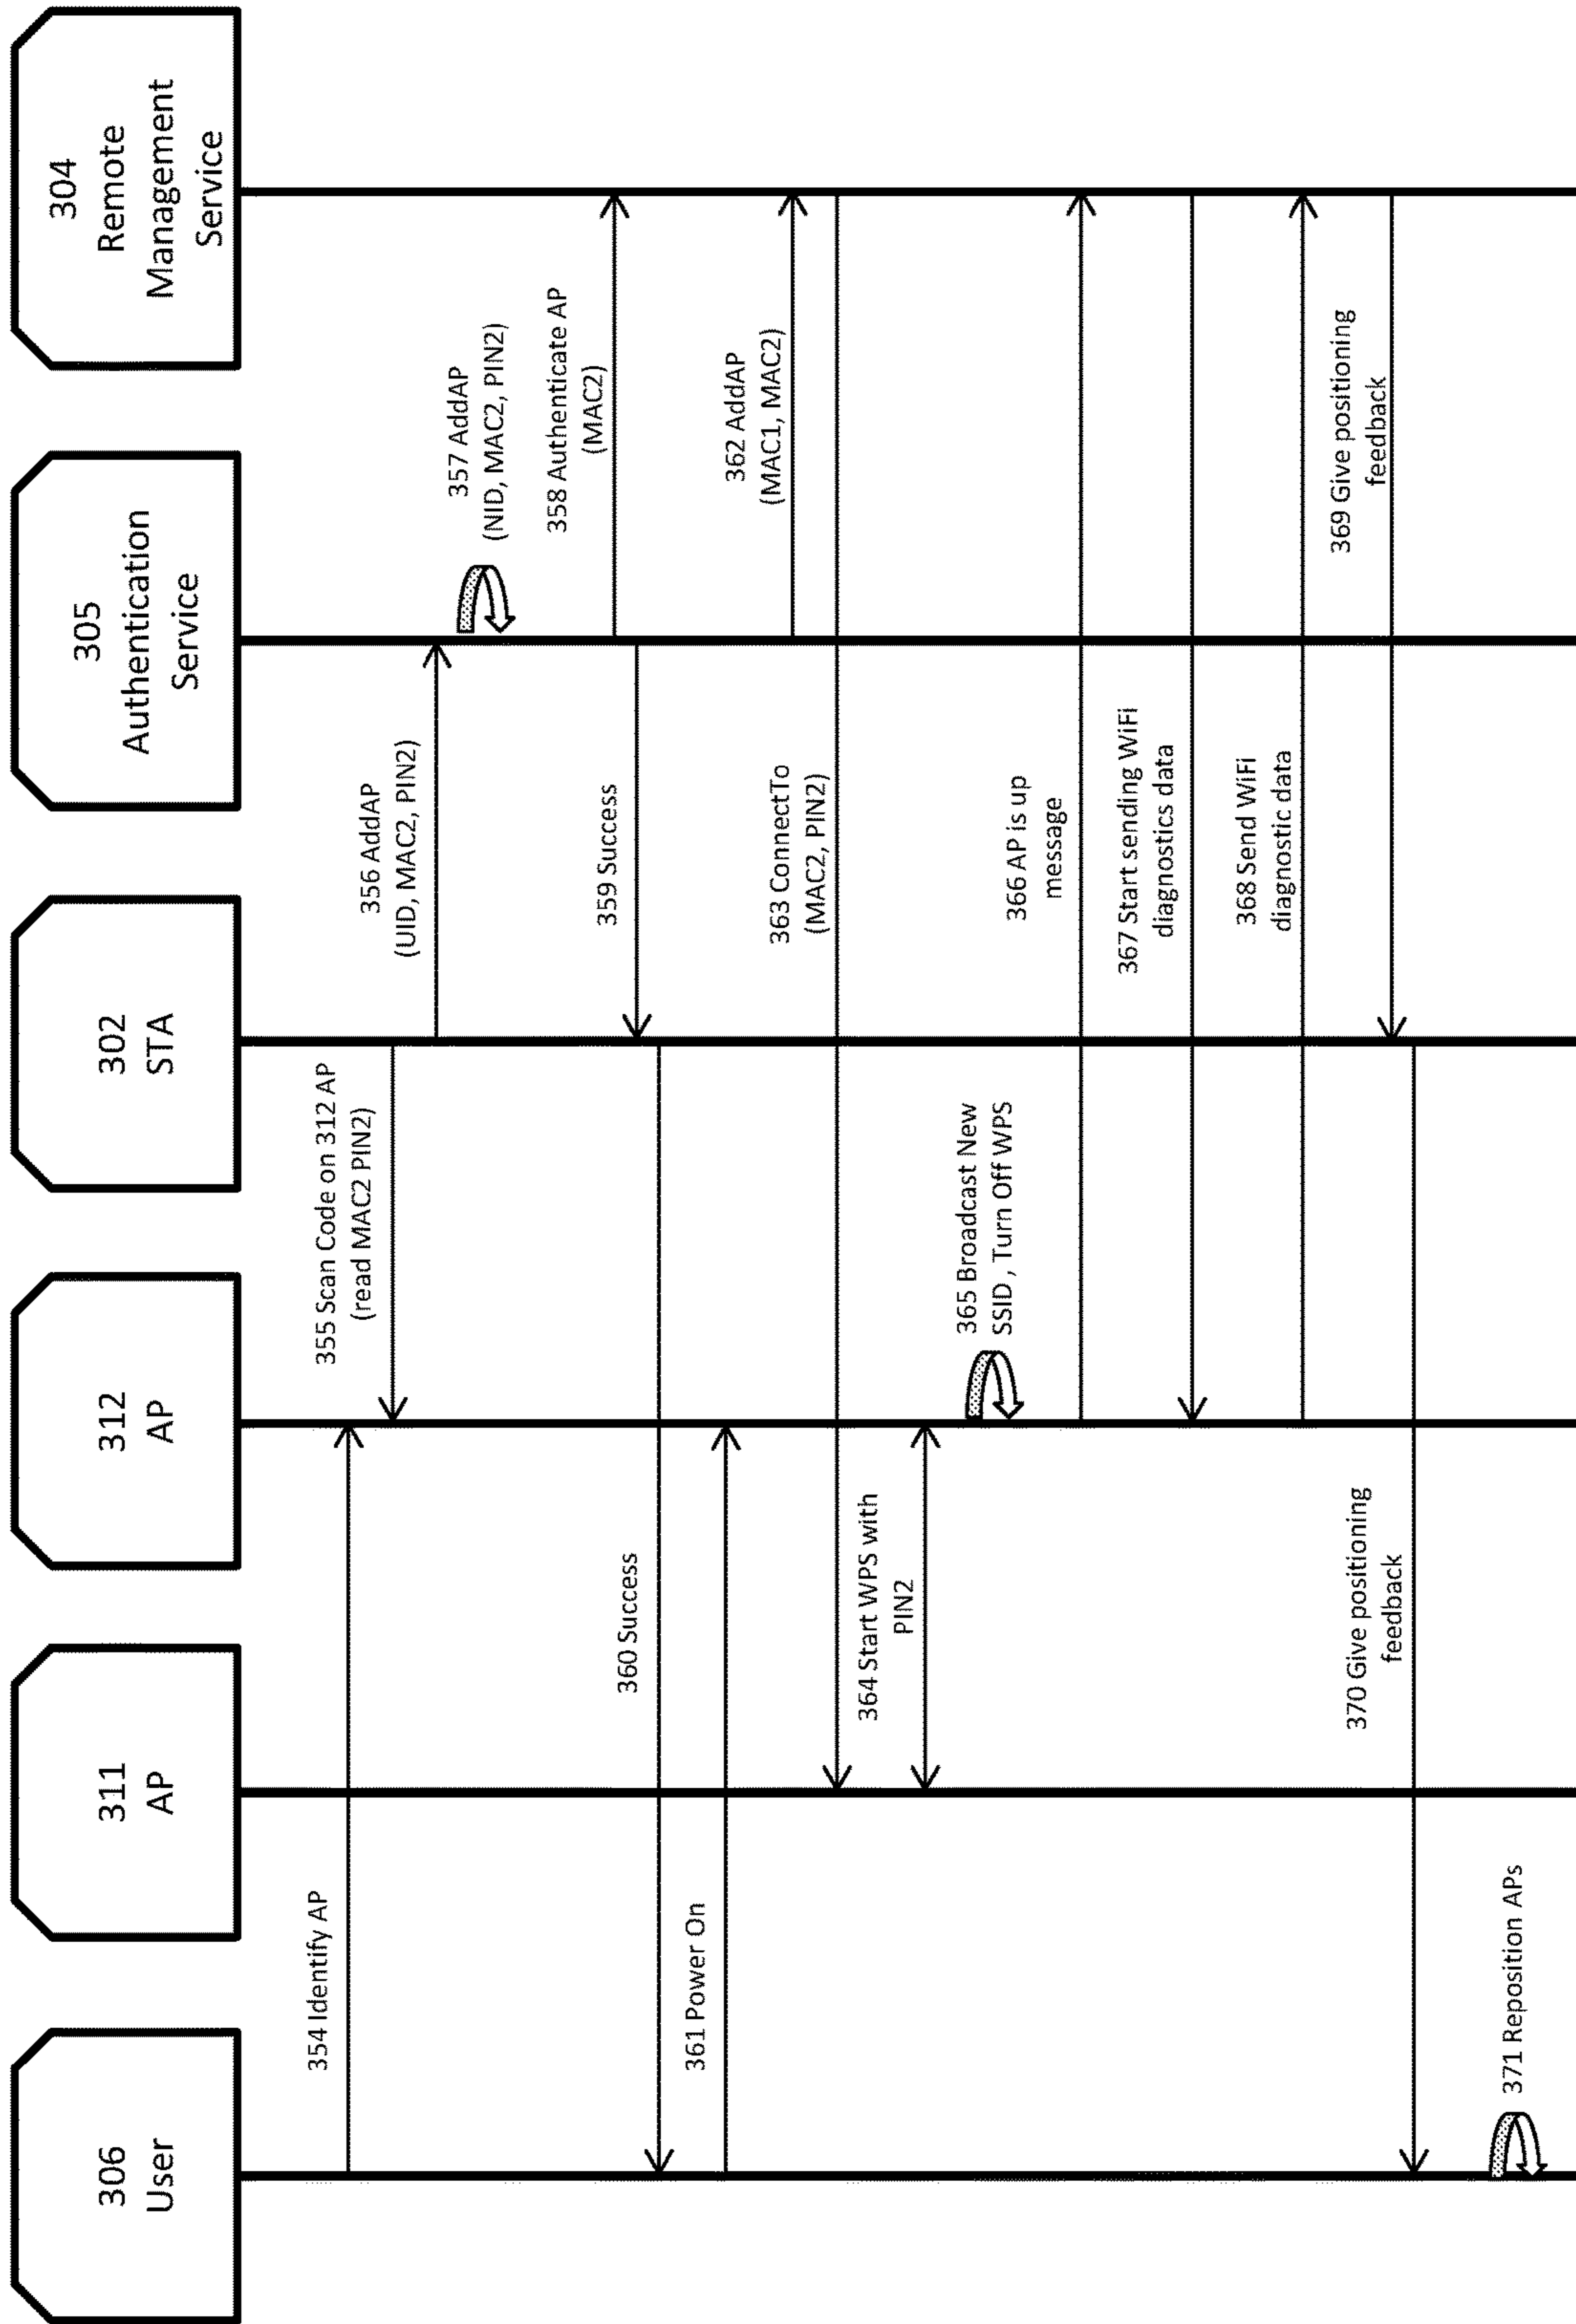 306
User
311
AP
312
AP
302
STA
305
Authentication
Service
304
Remote
Management
Service
354 Identify AP
355 Scan Code on 312 AP
(read MAC2 PIN2)
356 AddAP
(UID, MAC2, PIN2)
357 AddAP
(NID, MAC2, PIN2)
358 Authenticate AP
(MAC2)
359 Success
360 Success
361 Power On
362 AddAP
(MAC1, MAC2)
363 ConnectTo
(MAC2, PIN2)
364 Start WPS with
PIN2
365 Broadcast New
SSID , Turn Off WPS
366 AP is up
message
367 Start sending WiFi
diagnostics data
368 Send WiFi
diagnostic data
369 Give positioning
feedback
370 Give positioning
feedback
371 Reposition APs